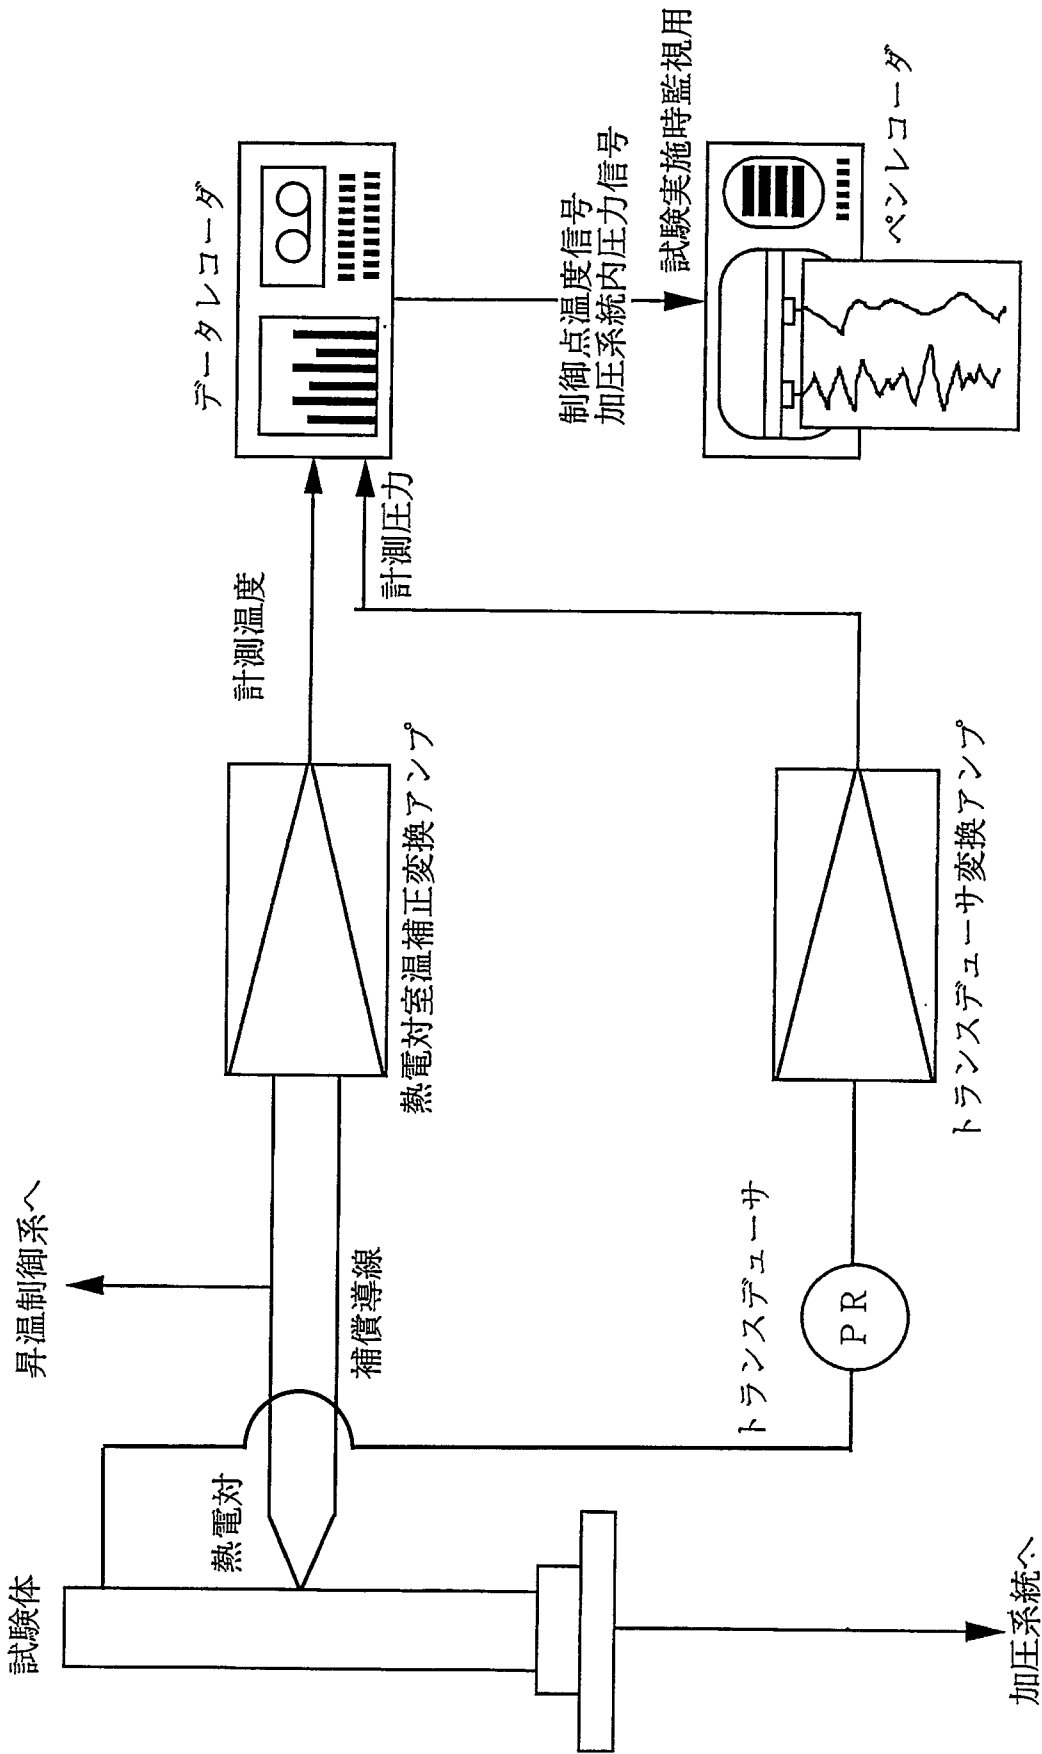 試験体
熱電対
昇温制御系へ
補償導線
熱電対室温補正変換アンプ
計測温度
データレコーダ
計測圧力
制御点温度信号
加圧系統内圧力信号
試験実施時監視用
ペンレコーダ
トランスデューサ
PR
トランスデューサ変換アンプ
加圧系統へ